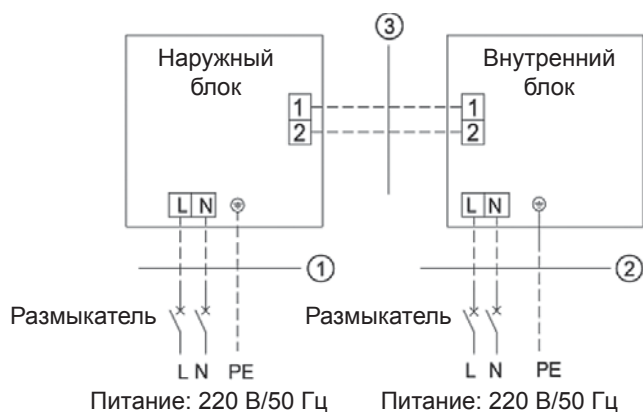 ③
Наружный
блок
Внутренний
блок
1
2
1
2
L N
L N
①
②
Размыкатель
Размыкатель
L N PE
L N PE
Питание: 220 В/50 Гц
Питание: 220 В/50 Гц